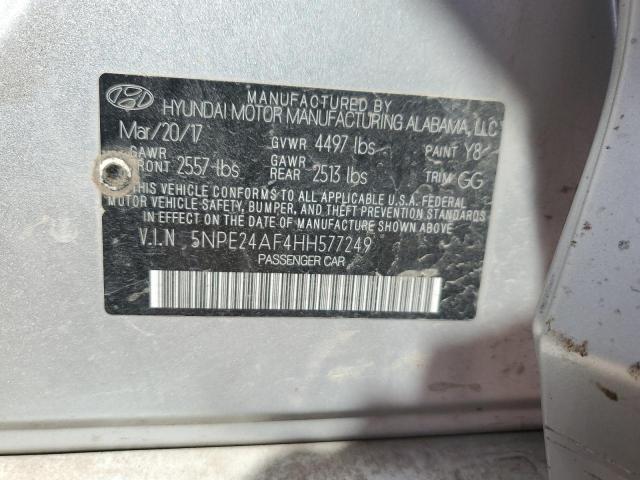 MANUFACTURED BY
HYUNDAI MOTOR MANUFACTURING ALABAMA, LLC
Mar/20/17 GVWR 4497 lbs PAINT Y8
GAWR FRONT 2557 lbs GAWR REAR 2513 lbs TRIM GG
THIS VEHICLE CONFORMS TO ALL APPLICABLE U.S.A. FEDERAL
MOTOR VEHICLE SAFETY, BUMPER, AND THEFT PREVENTION
STANDARDS IN EFFECT ON THE DATE OF MANUFACTURE SHOWN ABOVE.
V.I.N 5NPE24AF4HH577249
PASSENGER CAR